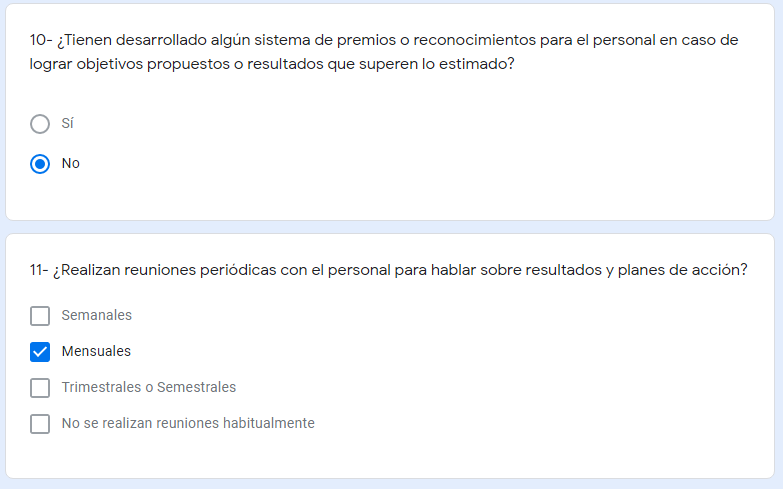 10- ¿Tienen desarrollado algún sistema de premios o reconocimientos para el personal en caso de
lograr objetivos propuestos o resultados que superen lo estimado?
Sí
No
11- ¿Realizan reuniones periódicas con el personal para hablar sobre resultados y planes de acción?
Semanales
Mensuales
Trimestrales o Semestrales
No se realizan reuniones habitualmente